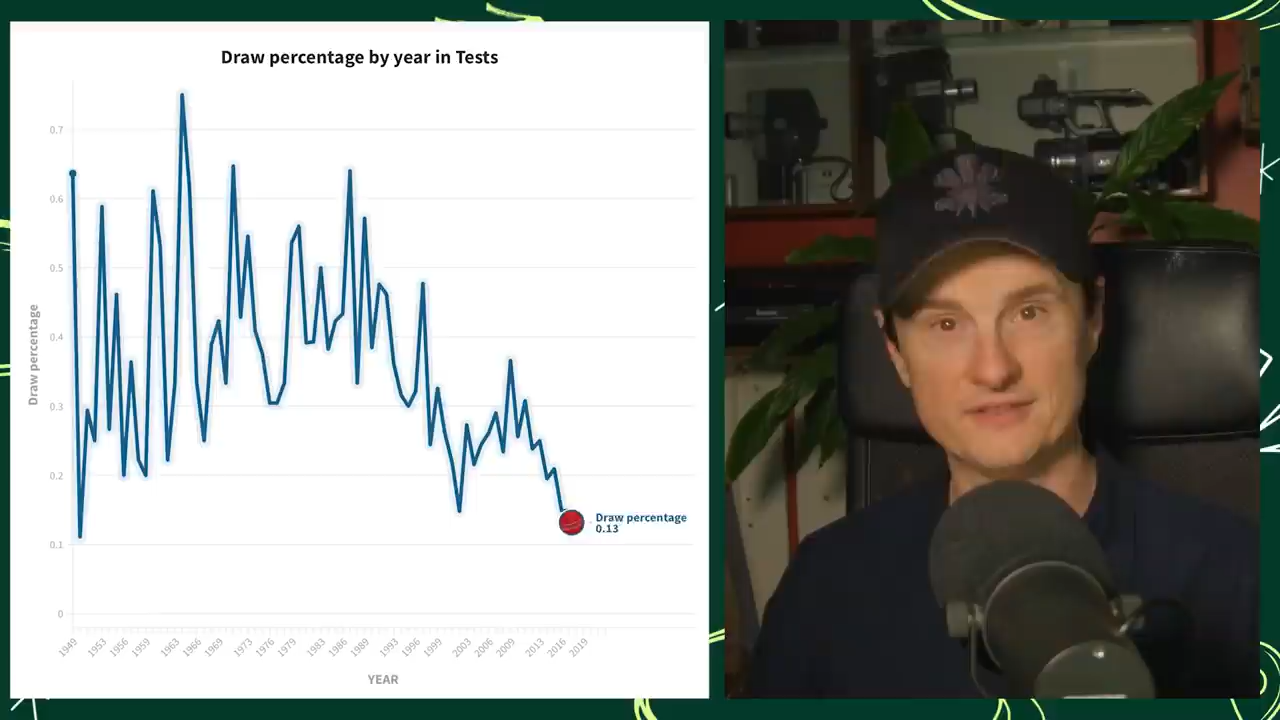 Draw percentage by year in Tests
Draw percentage
0.7
0.6
0.5
0.4
0.3
0.2
0.1
0
Draw percentage
0.13
1949 1953 1956 1959 1963 1966 1969 1973 1976 1979 1983 1986 1989 1993 1996 1999 2003 2006 2009 2013 2016 2019
YEAR